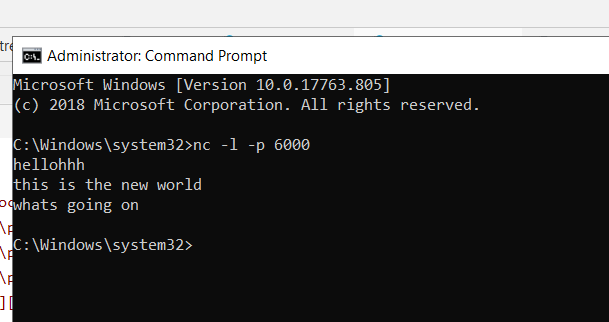 Administrator: Command Prompt
Microsoft Windows [Version 10.0.17763.805]
(c) 2018 Microsoft Corporation. All rights reserved.
C:\Windows\system32>nc -l -p 6000
hellohhh
this is the new world
whats going on
C:\Windows\system32>